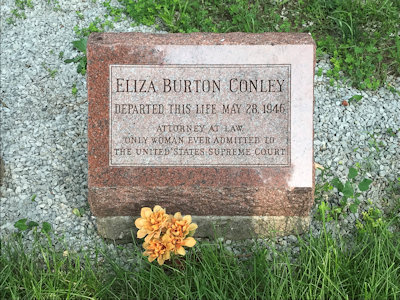 ELIZA BURTON CONLEY
DEPARTED THIS LIFE MAY 28, 1946
ATTORNEY AT LAW
ONLY WOMAN EVER ADMITTED TO
THE UNITED STATES SUPREME COURT